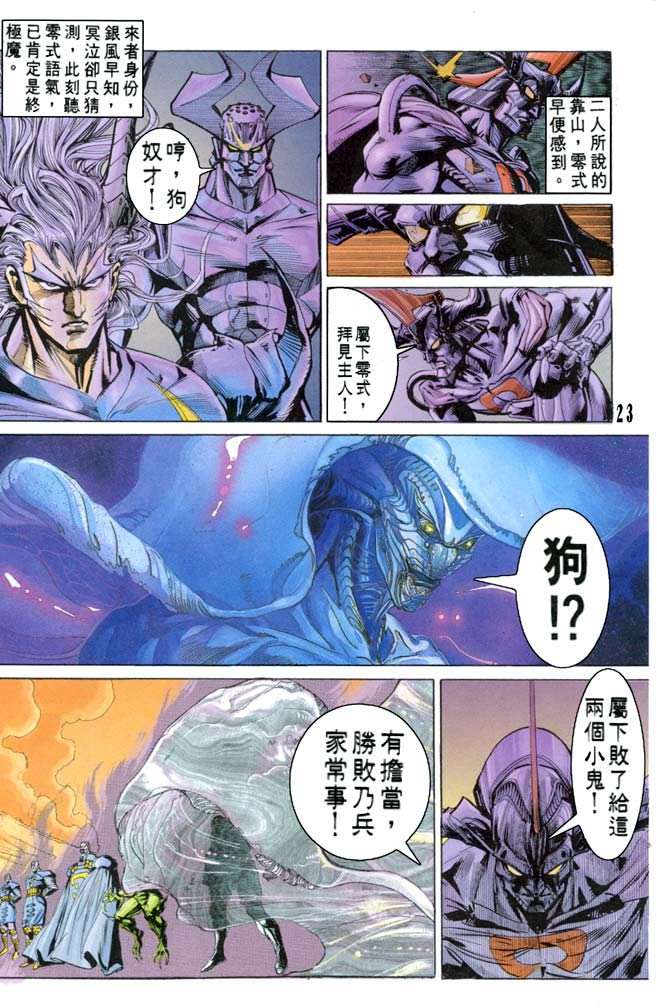 二人所說的
靠山，零式
早便感到。
屬下零式，
拜見主人！
來者身份，
銀風早知，
冥泣卻只猜
測，此刻聽
零式語氣，
已肯定是終
極魔。
哼，狗
奴才！
23
狗
!?
屬下敗了給這
兩個小鬼！
有擔當，
勝敗乃兵
家常事！